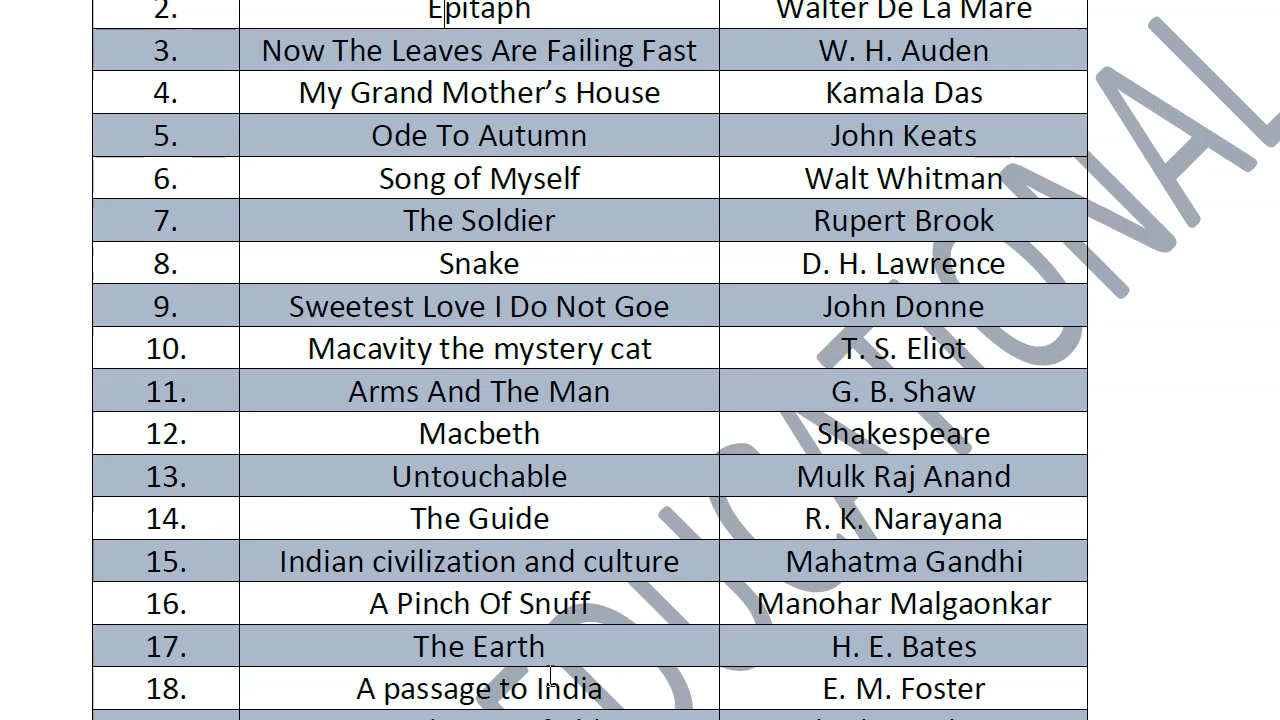 2. Epitaph Walter De La Mare
3. Now The Leaves Are Failing Fast W. H. Auden
4. My Grand Mother’s House Kamala Das
5. Ode To Autumn John Keats
6. Song of Myself Walt Whitman
7. The Soldier Rupert Brook
8. Snake D. H. Lawrence
9. Sweetest Love I Do Not Goe John Donne
10. Macavity the mystery cat T. S. Eliot
11. Arms And The Man G. B. Shaw
12. Macbeth Shakespeare
13. Untouchable Mulk Raj Anand
14. The Guide R. K. Narayana
15. Indian civilization and culture Mahatma Gandhi
16. A Pinch Of Snuff Manohar Malgaonkar
17. The Earth H. E. Bates
18. A passage to India E. M. Foster
EDUCATIONAL